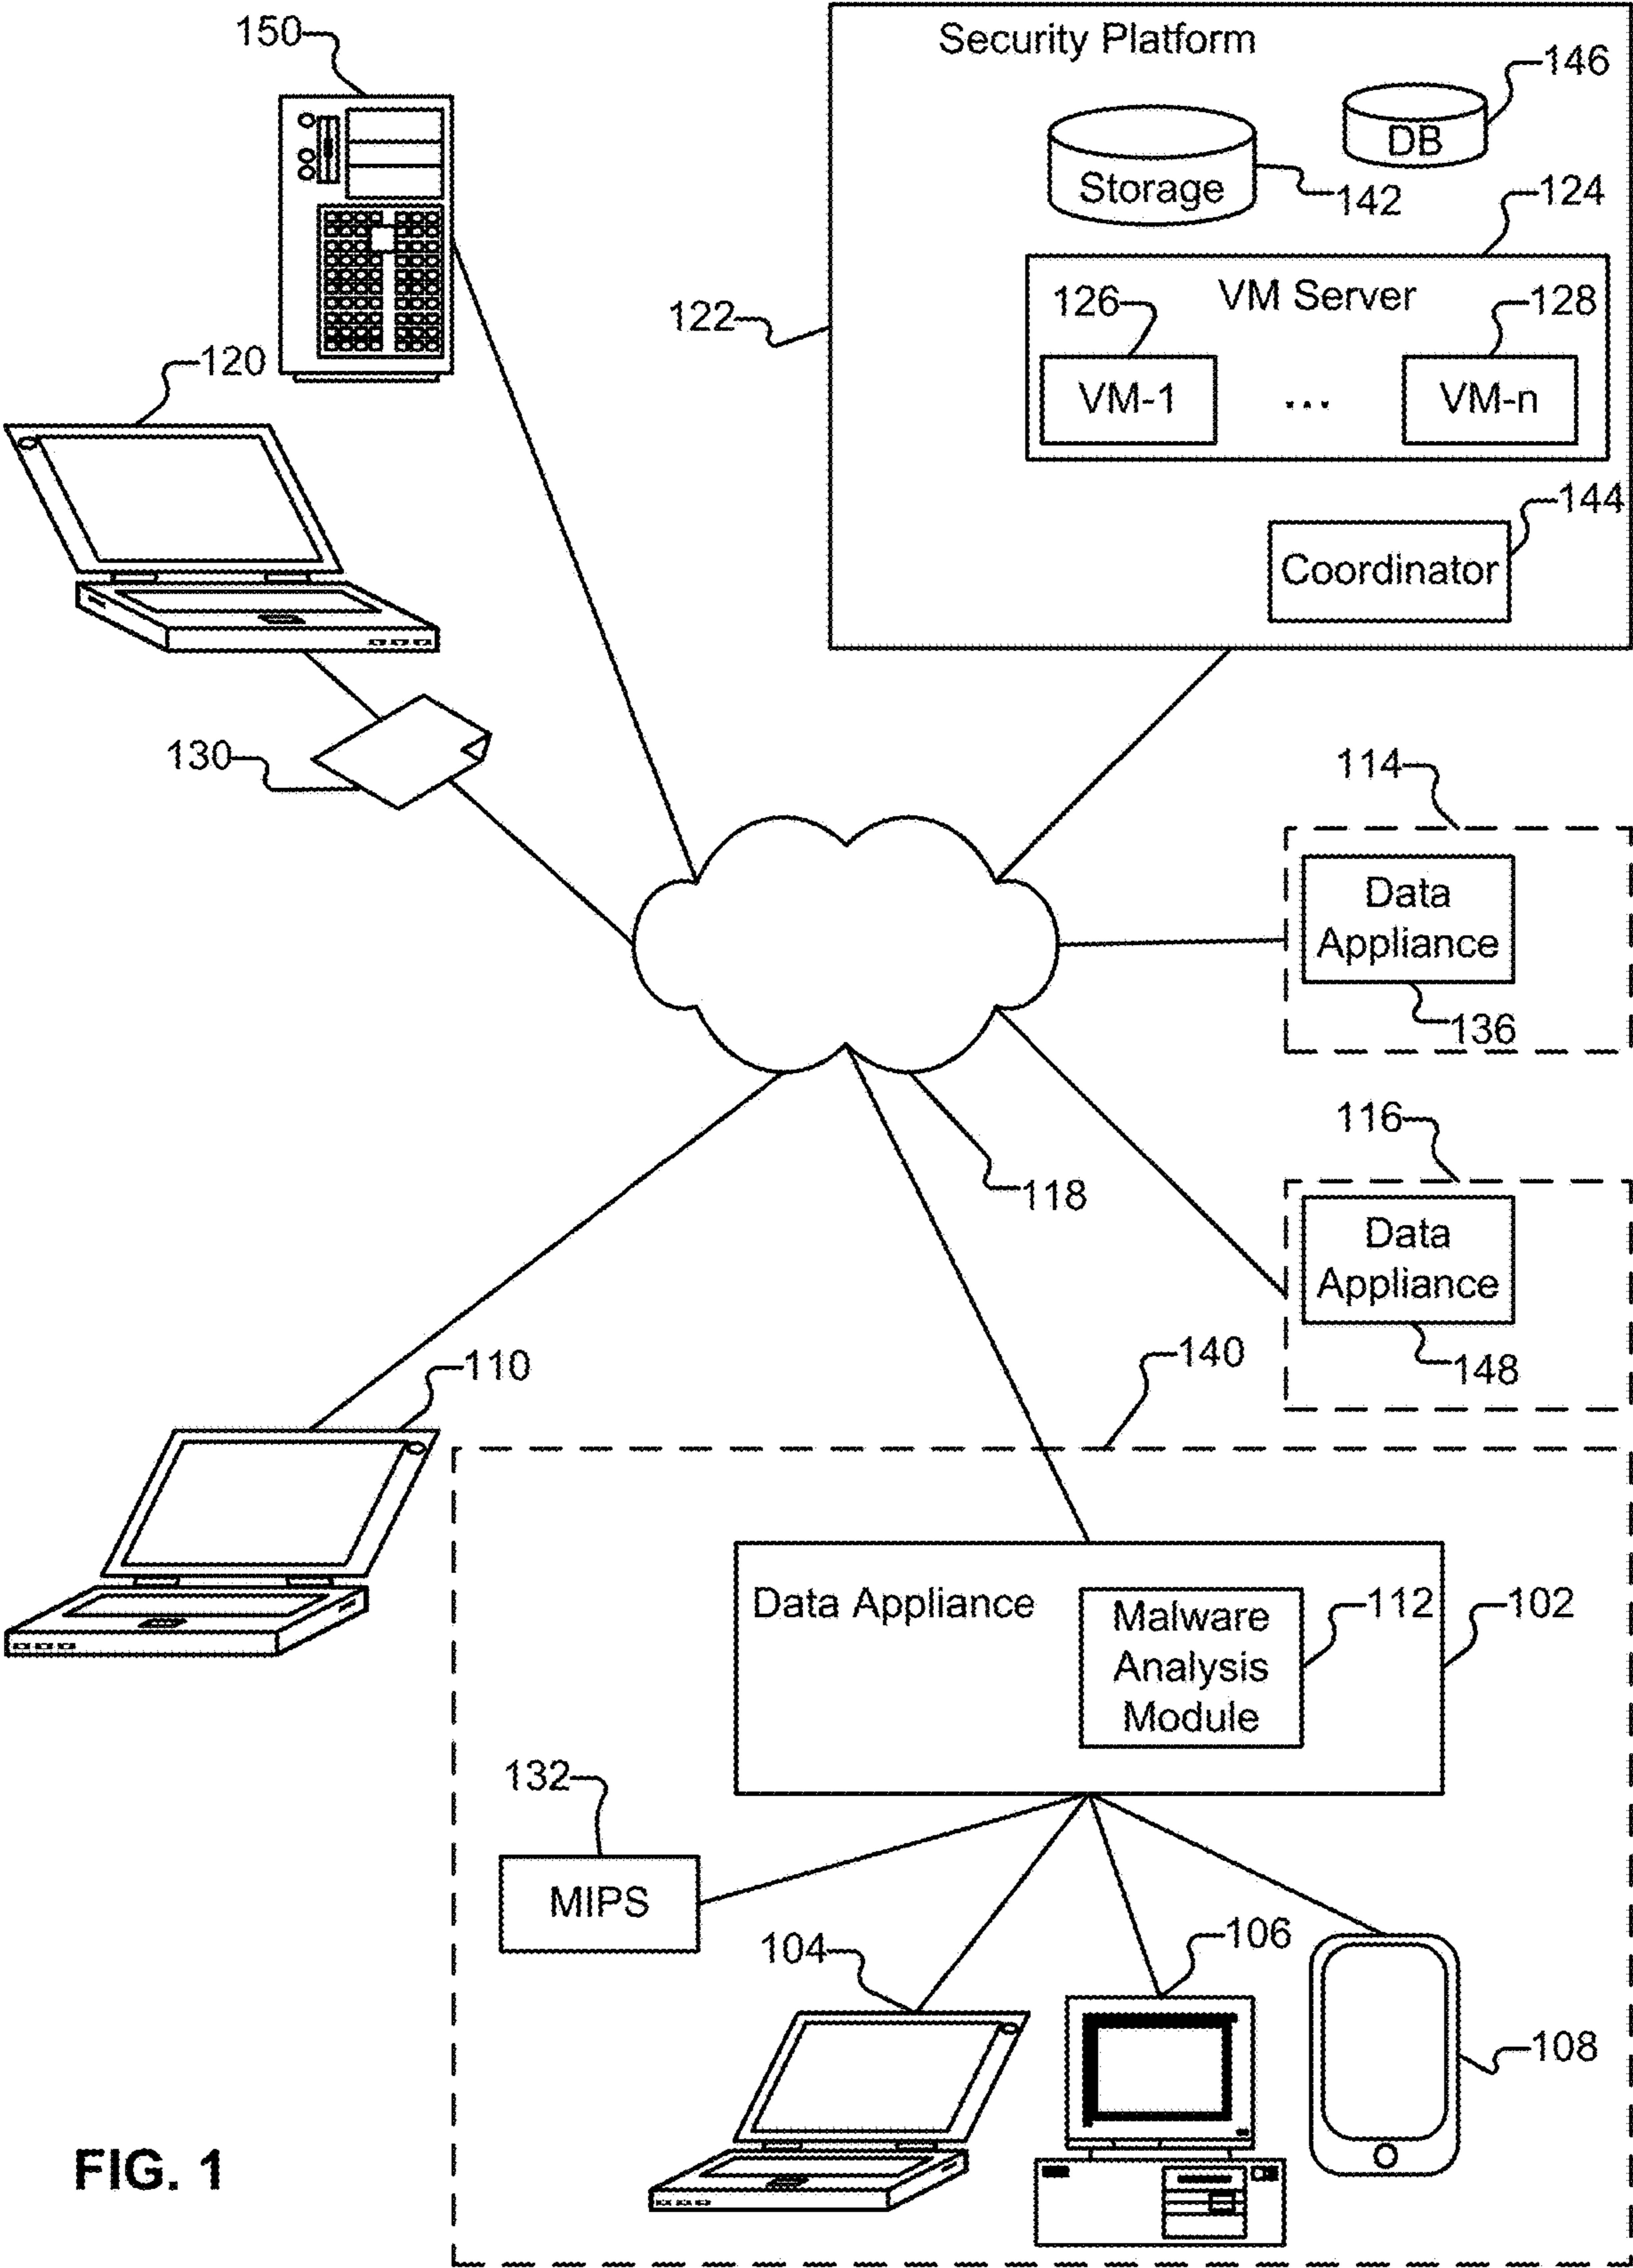 150
Security Platform
146
DB
Storage
142
124
122
126
VM Server
128
120
VM-1
...
VM-n
144
Coordinator
130
114
Data
Appliance
136
116
118
Data
Appliance
148
140
110
Data Appliance
Malware
Analysis
Module
112
102
132
MIPS
104
106
108
FIG. 1